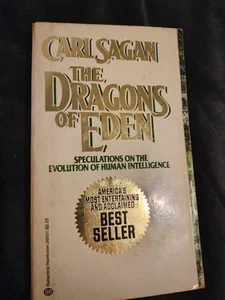 CARL SAGAN
THE
DRAGONS
OF EDEN
SPECULATIONS ON THE
EVOLUTION OF HUMAN INTELLIGENCE
AMERICA'S
MOST ENTERTAINING
AND ACCLAIMED
BEST
SELLER